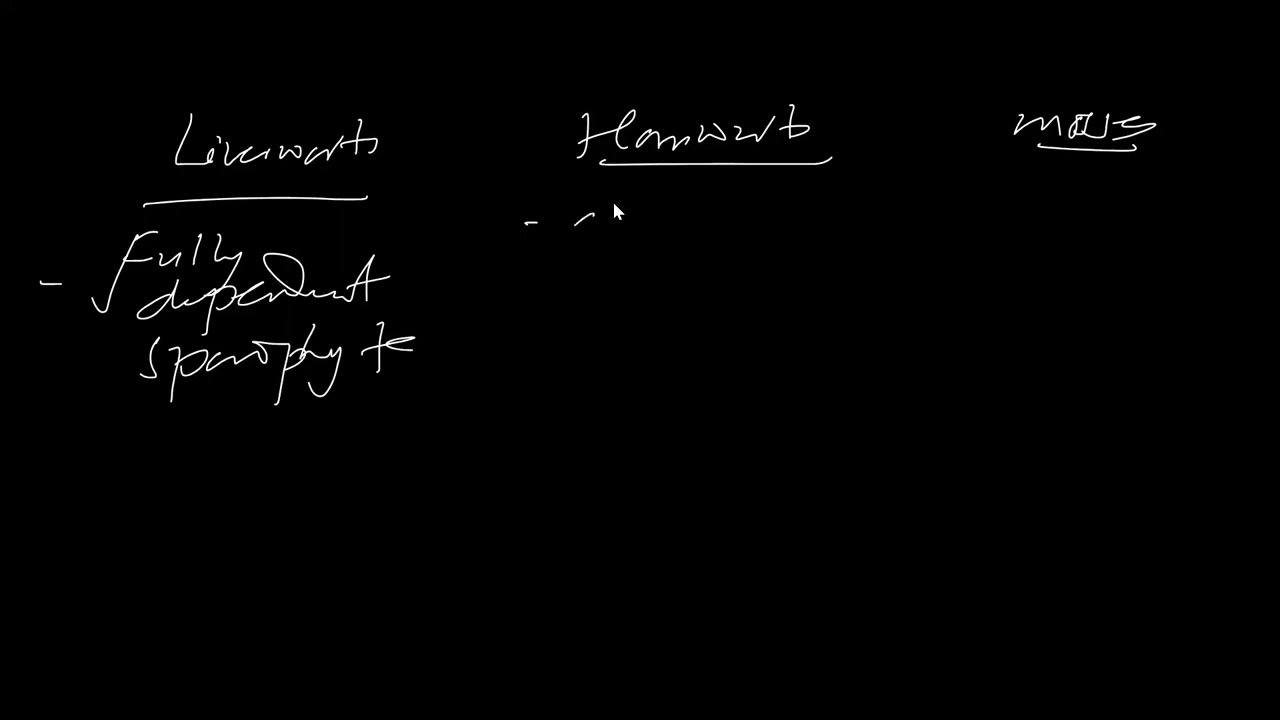 Liverworts
Hornwort
moss
- Fully
dependent
sporophyte
-